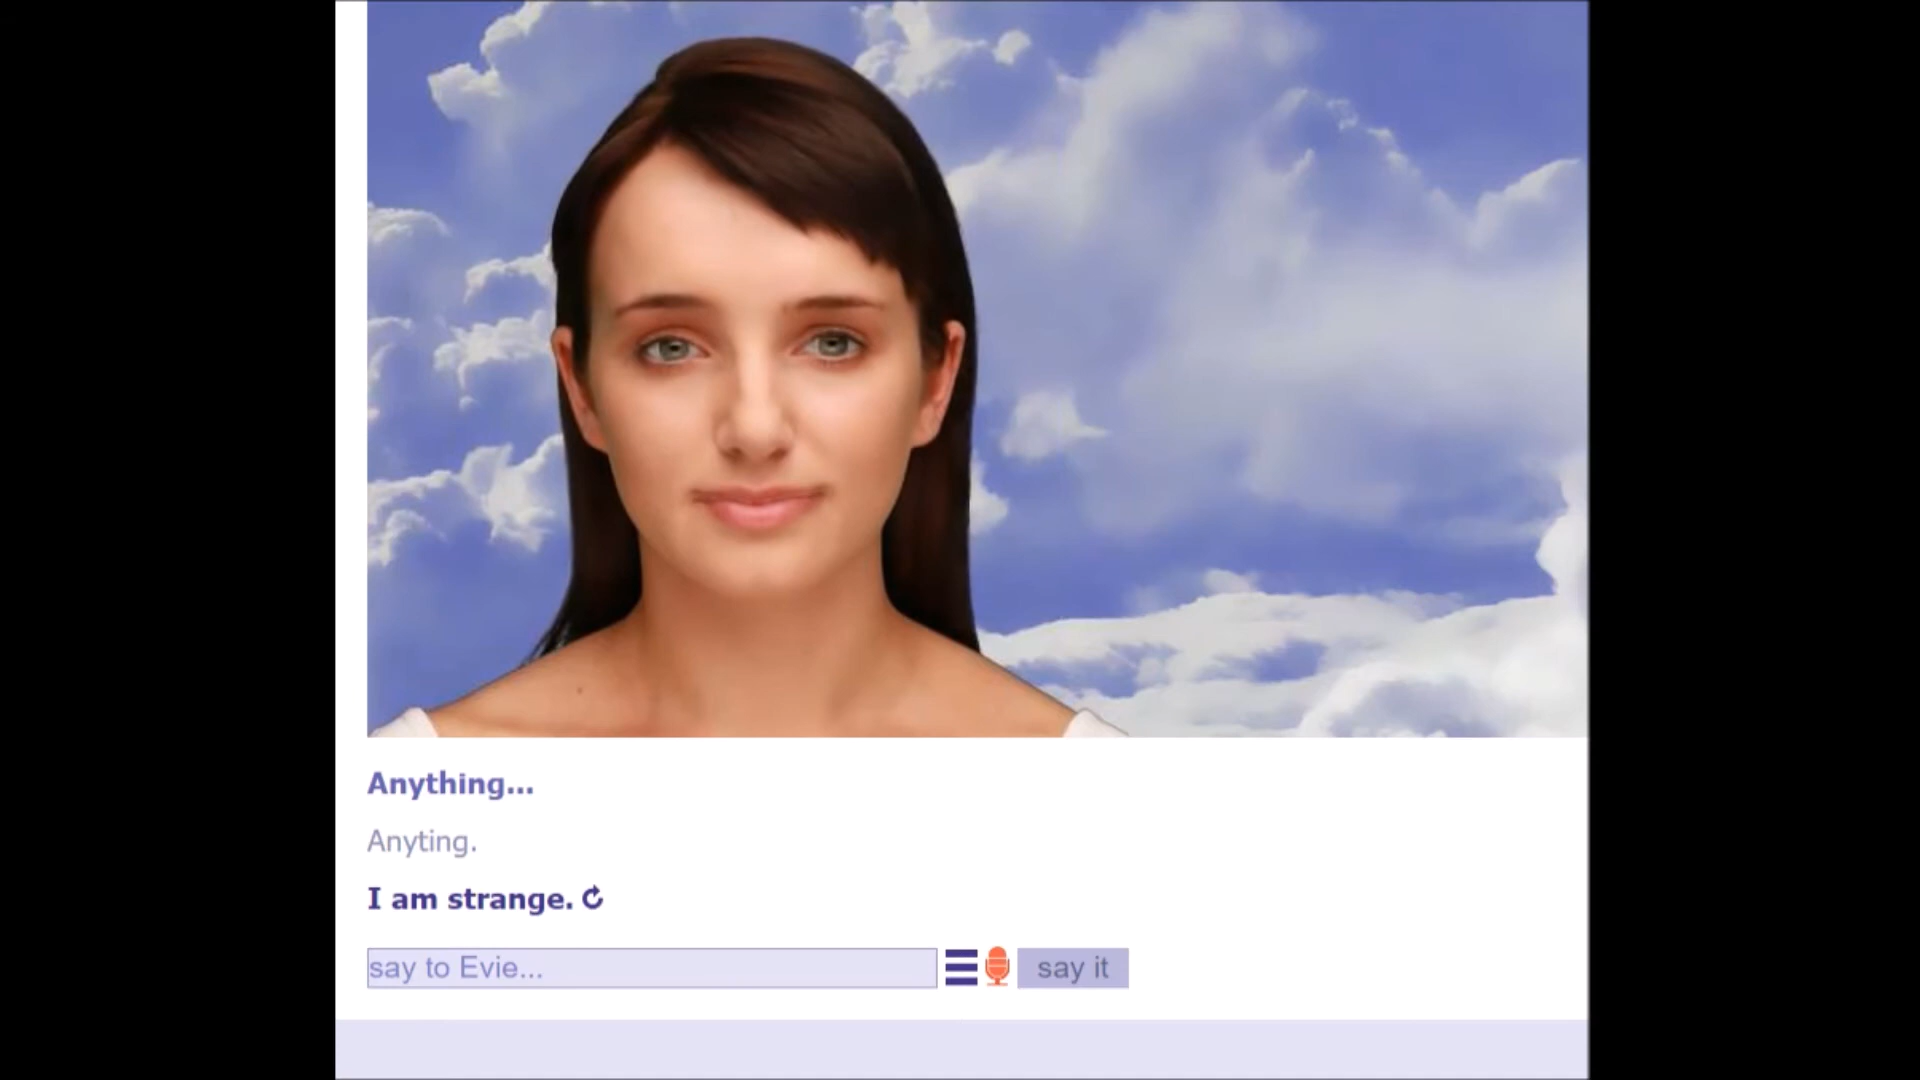 Anything...
Anyting.
I am strange.
say to Evie...
say it